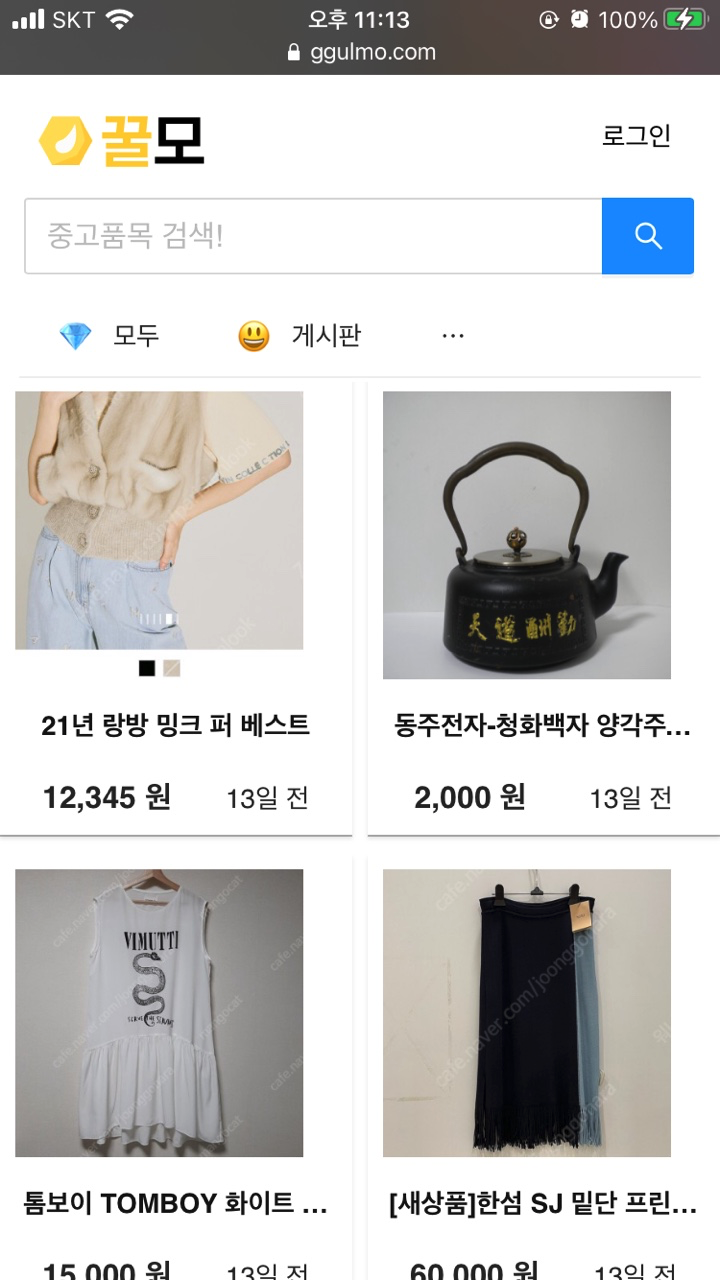 SKT
오후 11:13
100%
ggulmo.com
꿀모
로그인
중고품목 검색!
모두
게시판
...
21년 랑방 밍크 퍼 베스트
12,345 원
13일 전
天道酬勤
동주전자-청화백자 양각주...
2,000 원
13일 전
VIMUTTI
톰보이 TOMBOY 화이트 ...
15,000 원
13일 전
cafe.naver.com/joonggonara
[새상품]한섬 SJ 밑단 프린...
60,000 원
13일 전